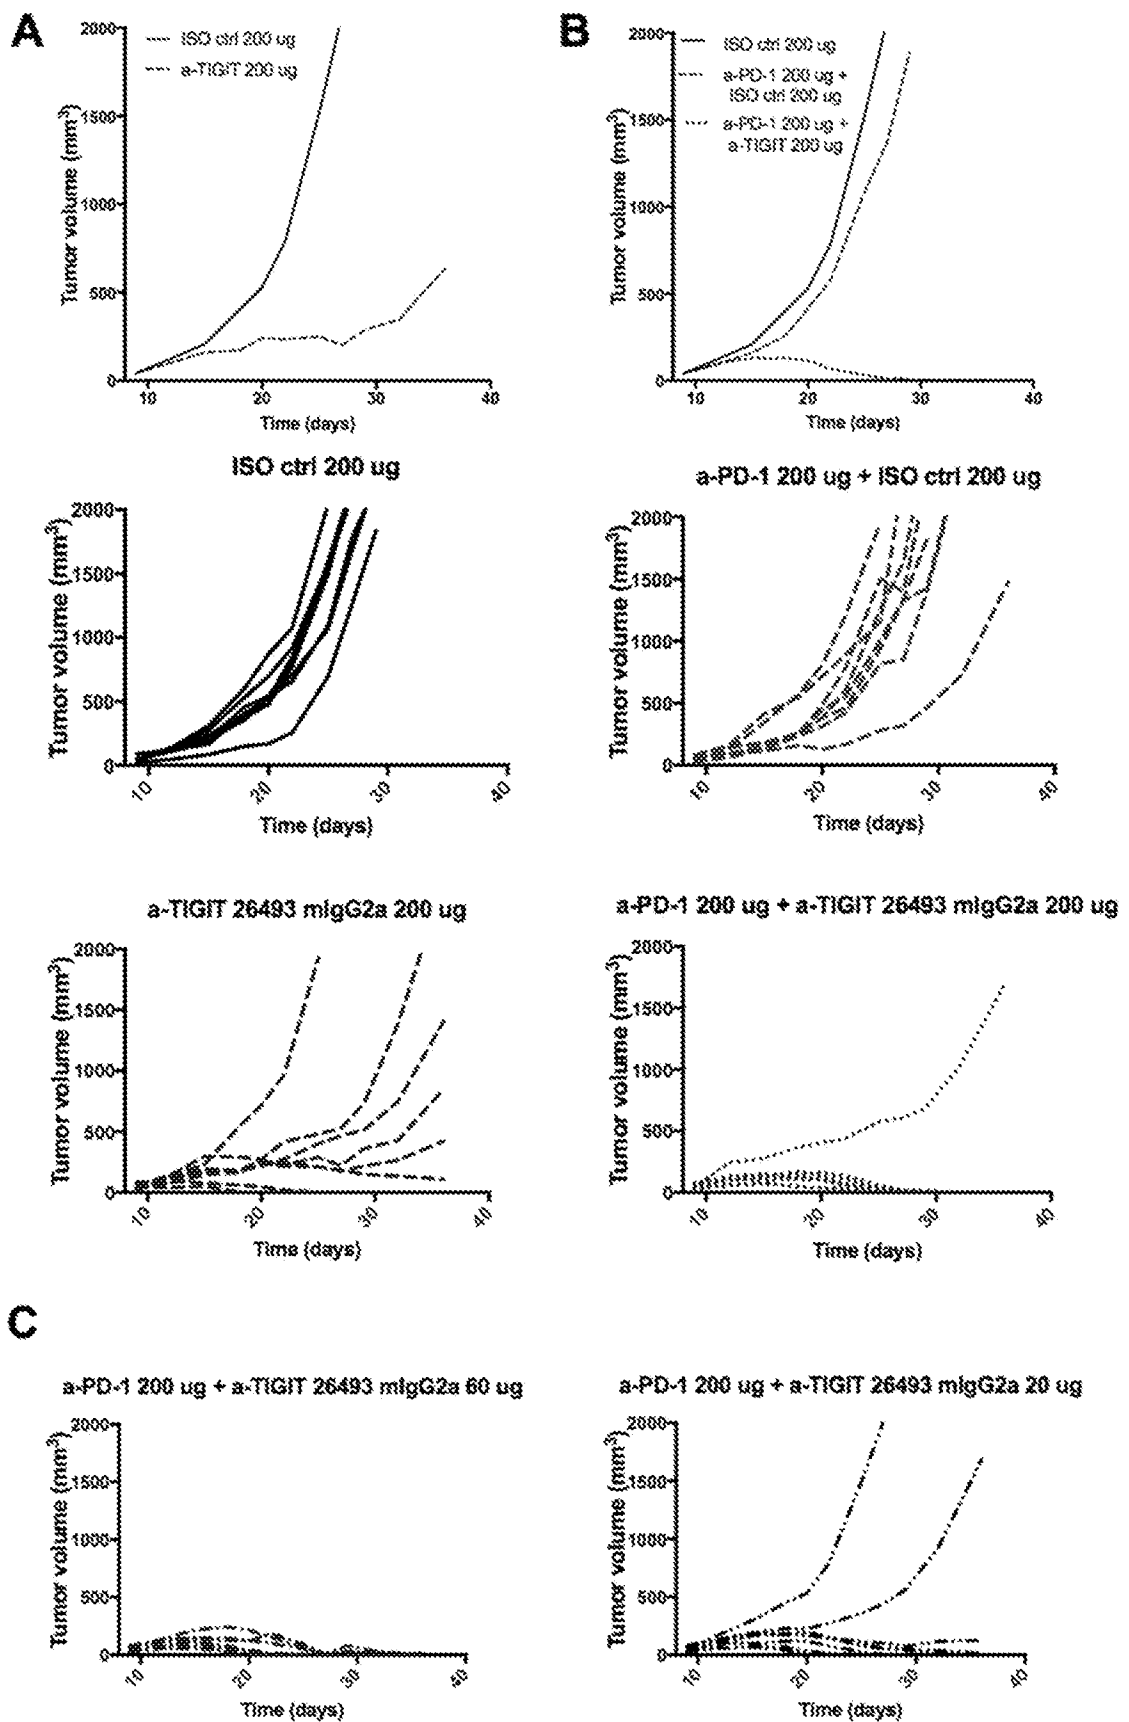 A
2000
1500
1000
500
0
Tumor volume (mm3)
ISO ctrl 200 ug
a-TIGIT 200 ug
10
20
30
40
Time (days)
B
2000
1500
1000
500
0
Tumor volume (mm3)
ISO ctrl 200 ug
a-PD-1 200 ug +
ISO ctrl 200 ug
a-PD-1 200 ug +
a-TIGIT 200 ug
10
20
30
40
Time (days)
ISO ctrl 200 ug
2000
1500
1000
500
0
Tumor volume (mm3)
10
20
30
40
Time (days)
a-PD-1 200 ug + ISO ctrl 200 ug
2000
1500
1000
500
0
Tumor volume (mm3)
10
20
30
40
Time (days)
a-TIGIT 26493 mIgG2a 200 ug
2000
1500
1000
500
0
Tumor volume (mm3)
10
20
30
40
Time (days)
a-PD-1 200 ug + a-TIGIT 26493 mIgG2a 200 ug
2000
1500
1000
500
0
Tumor volume (mm3)
10
20
30
40
Time (days)
C
a-PD-1 200 ug + a-TIGIT 26493 mIgG2a 60 ug
2000
1500
1000
500
0
Tumor volume (mm3)
10
20
30
40
Time (days)
a-PD-1 200 ug + a-TIGIT 26493 mIgG2a 20 ug
2000
1500
1000
500
0
Tumor volume (mm3)
10
20
30
40
Time (days)